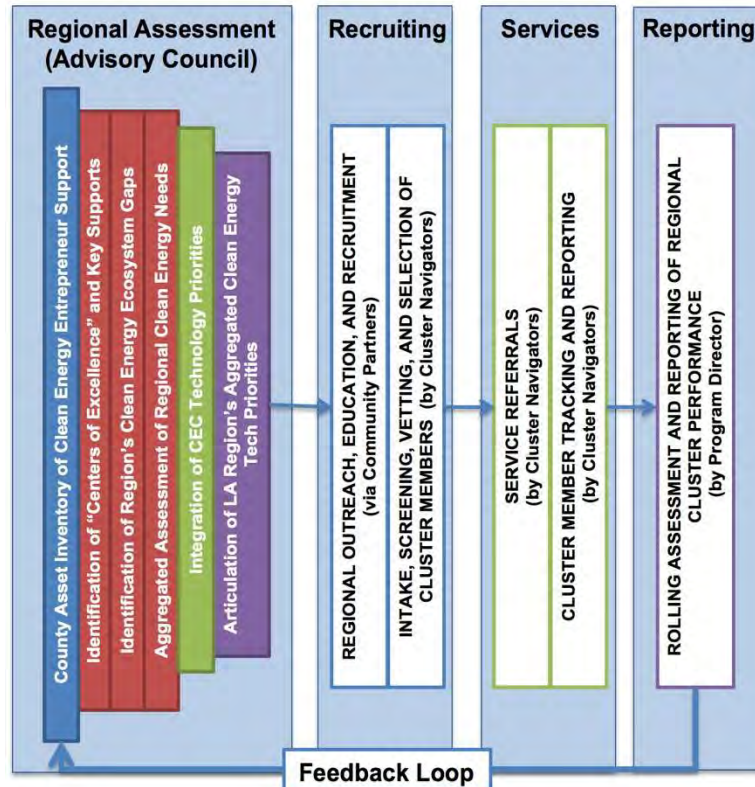 Regional Assessment
(Advisory Council)
County Asset Inventory of Clean Energy Entrepreneur Support
Identification of “Centers of Excellence” and Key Supports
Identification of Region’s Clean Energy Ecosystem Gaps
Aggregated Assessment of Regional Clean Energy Needs
Integration of CEC Technology Priorities
Articulation of LA Region’s Aggregated Clean Energy
Tech Priorities
Recruiting
REGIONAL OUTREACH, EDUCATION, AND RECRUITMENT
(via Community Partners)
INTAKE, SCREENING, VETTING, AND SELECTION OF
CLUSTER MEMBERS (by Cluster Navigators)
Services
SERVICE REFERRALS
(by Cluster Navigators)
CLUSTER MEMBER TRACKING AND REPORTING
(by Cluster Navigators)
Reporting
ROLLING ASSESSMENT AND REPORTING OF REGIONAL
CLUSTER PERFORMANCE
(by Program Director)
Feedback Loop